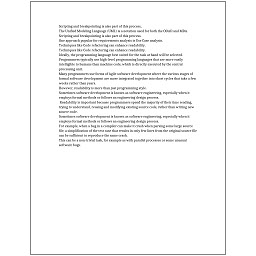 Scripting and breakpointing is also part of this process.
The Unified Modeling Language (UML) is a notation used for both the OOAD and MDA.
Scripting and breakpointing is also part of this process.
One approach popular for requirements analysis is Use Case analysis.
Techniques like Code refactoring can enhance readability.
Techniques like Code refactoring can enhance readability.
Ideally, the programming language best suited for the task at hand will be selected.
Programmers typically use high-level programming languages that are more easily
intelligible to humans than machine code, which is directly executed by the central
processing unit.
Many programmers use forms of Agile software development where the various stages of
formal software development are more integrated together into short cycles that take a few
weeks rather than years.
However, readability is more than just programming style.
Sometimes software development is known as software engineering, especially when it
employs formal methods or follows an engineering design process.
Readability is important because programmers spend the majority of their time reading,
trying to understand, reusing and modifying existing source code, rather than writing new
source code.
Sometimes software development is known as software engineering, especially when it
employs formal methods or follows an engineering design process.
For example, when a bug in a compiler can make it crash when parsing some large source
file, a simplification of the test case that results in only few lines from the original source file
can be sufficient to reproduce the same crash.
This can be a non-trivial task, for example as with parallel processes or some unusual
software bugs.